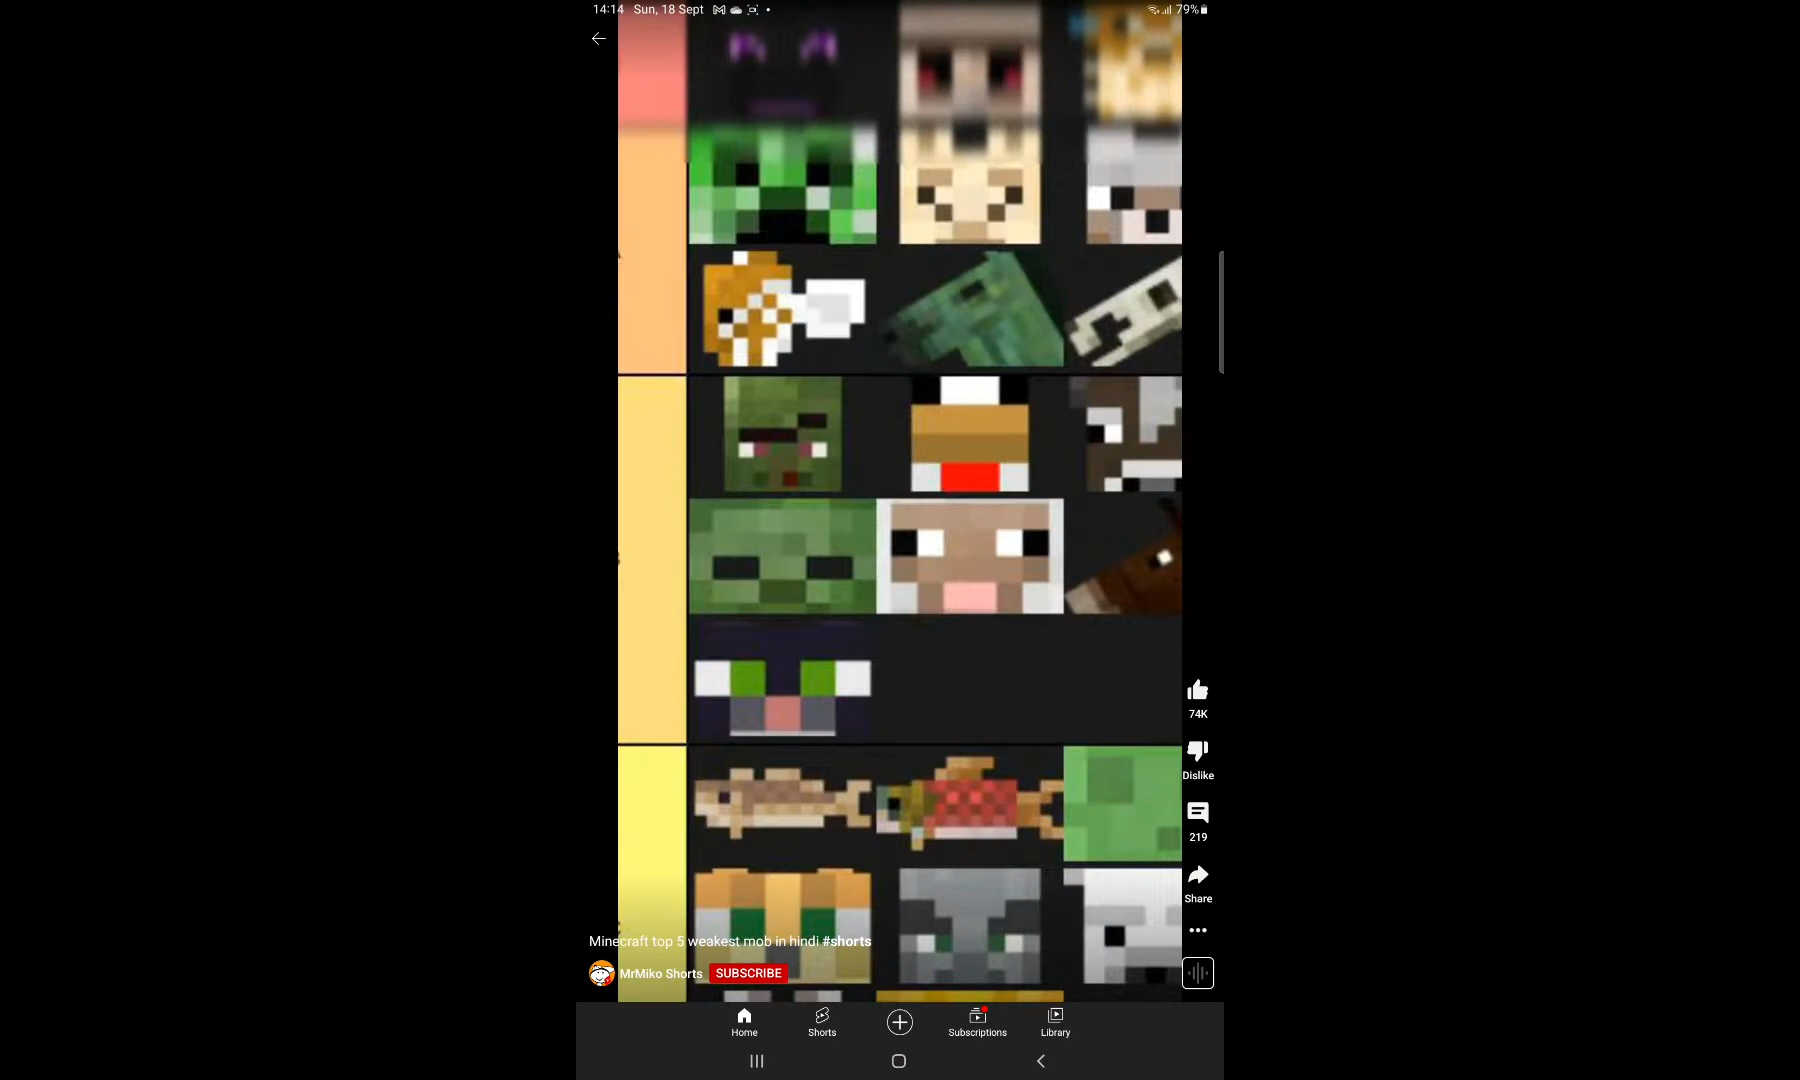 14:14 Sun, 18 Sept
79%
74K
Dislike
219
Share
Minecraft top 5 weakest mob in hindi #shorts
MrMiko Shorts SUBSCRIBE
Home Shorts Subscriptions Library